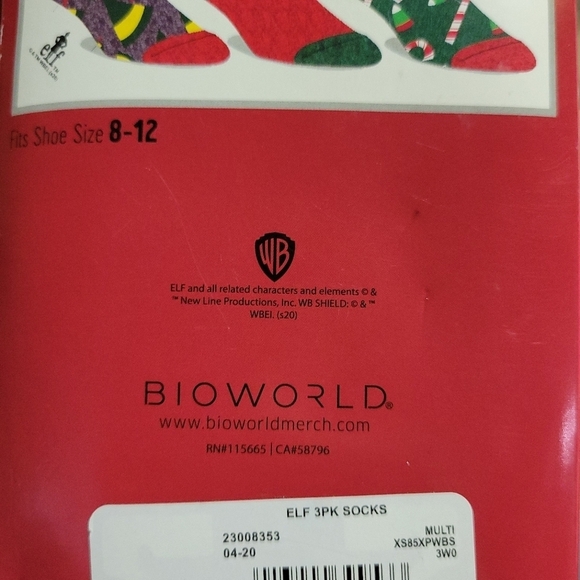 elf™
Fits Shoe Size 8-12
WB
ELF and all related characters and elements © &
™ New Line Productions, Inc. WB SHIELD: © & ™
WBEI. (s20)
BIOWORLD®
www.bioworldmerch.com
RN#115665 | CA#58796
ELF 3PK SOCKS
23008353 MULTI
XS85XPWBS
04-20 3W0